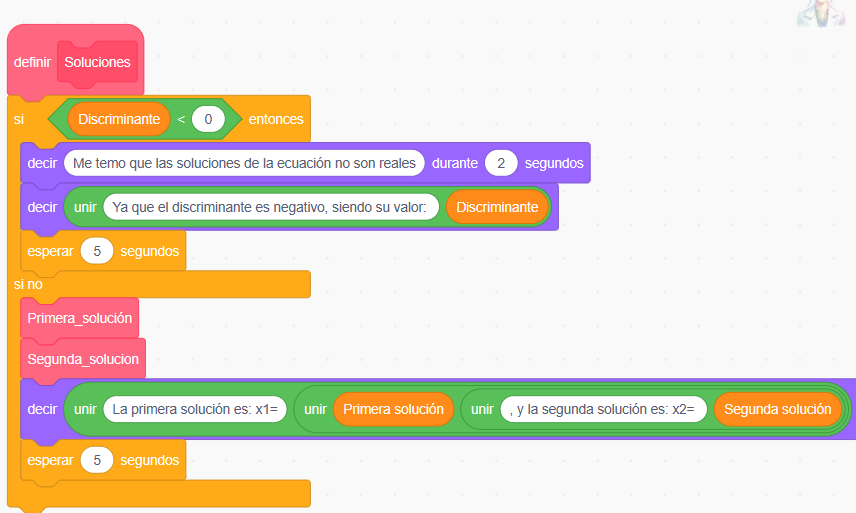 definir Soluciones
si Discriminante < 0 entonces
decir Me temo que las soluciones de la ecuación no son reales durante 2 segundos
decir unir Ya que el discriminante es negativo, siendo su valor: Discriminante
esperar 5 segundos
si no
Primera_solución
Segunda_solucion
decir unir La primera solución es: x1= unir Primera solución unir , y la segunda solución es: x2= Segunda solución
esperar 5 segundos